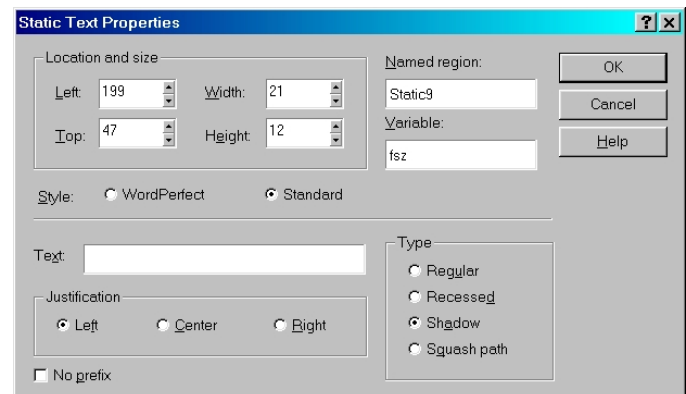 Static Text Properties ? ×
Location and size
Left: 199 Width: 21
Top: 47 Height: 12
Named region:
Static9
Variable:
fsz
OK
Cancel
Help
Style: WordPerfect Standard
Text:
Justification
Left Center Right
No prefix
Type
Regular
Recessed
Shadow
Squash path